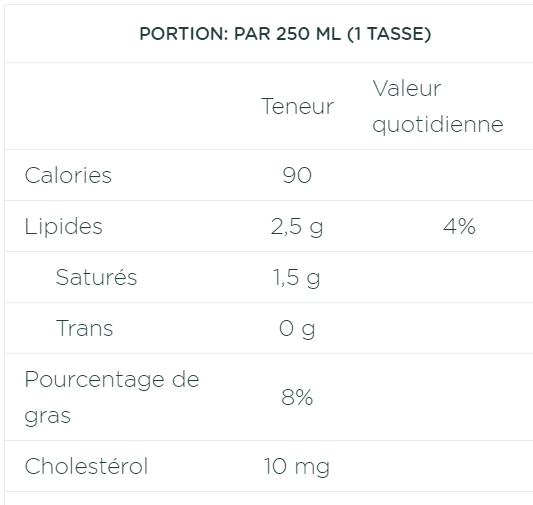 PORTION: PAR 250 ML (1 TASSE)
Teneur Valeur quotidienne
Calories 90
Lipides 2,5 g 4%
Saturés 1,5 g
Trans 0 g
Pourcentage de gras 8%
Cholestérol 10 mg